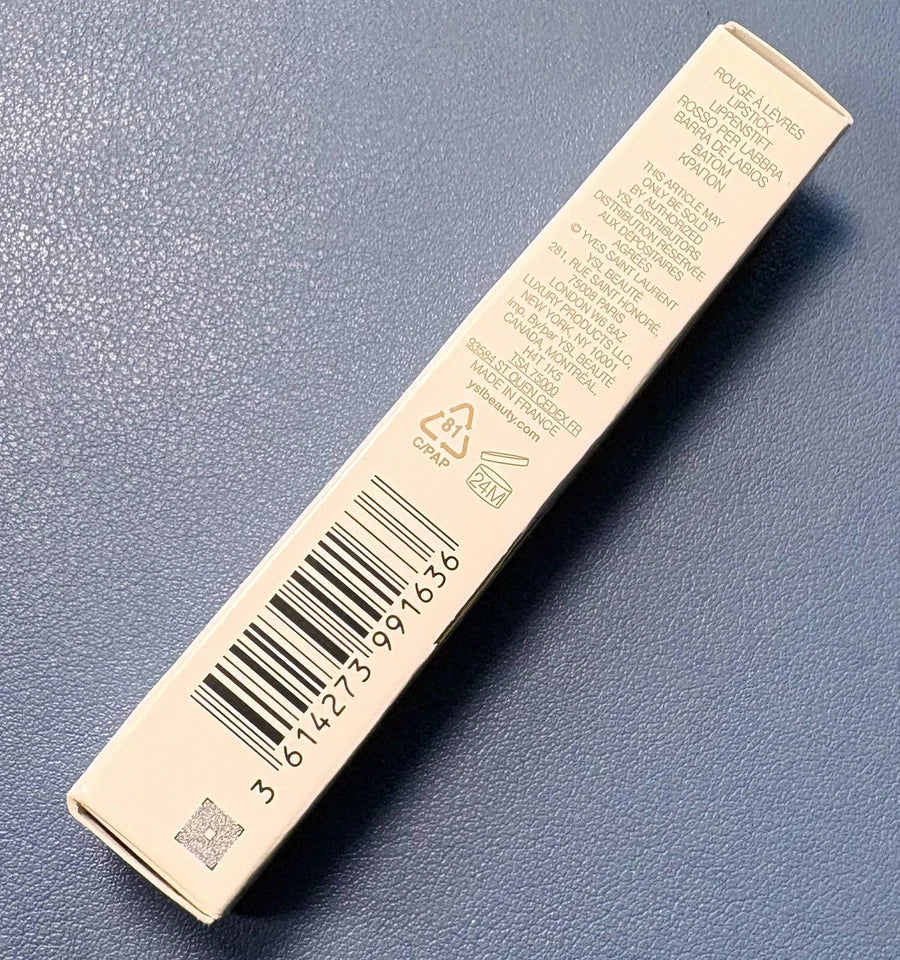 ROUGE À LÈVRES
LIPSTICK
LIPPENSTIFT
ROSSO PER LABBRA
BARRA DE LABIOS
BATOM
ΚΡΑΠΟΝ
THIS ARTICLE MAY
ONLY BE SOLD
BY AUTHORIZED
YSL DISTRIBUTORS
DISTRIBUTION RÉSERVÉE
AUX DÉPOSITAIRES
AGRÉÉS
© YVES SAINT LAURENT
YSL BEAUTÉ
281, RUE SAINT HONORÉ,
75008 PARIS
LONDON W6 8AZ
LUXURY PRODUCTS LLC,
NEW YORK, NY 10001
Imp. By/par YSL BEAUTÉ
CANADA, MONTRÉAL,
H4T 1K5
TSA 75000
93584 ST OUEN CEDEX FR
MADE IN FRANCE
yslbeauty.com
81
C/PAP
24M
3 614273 991636